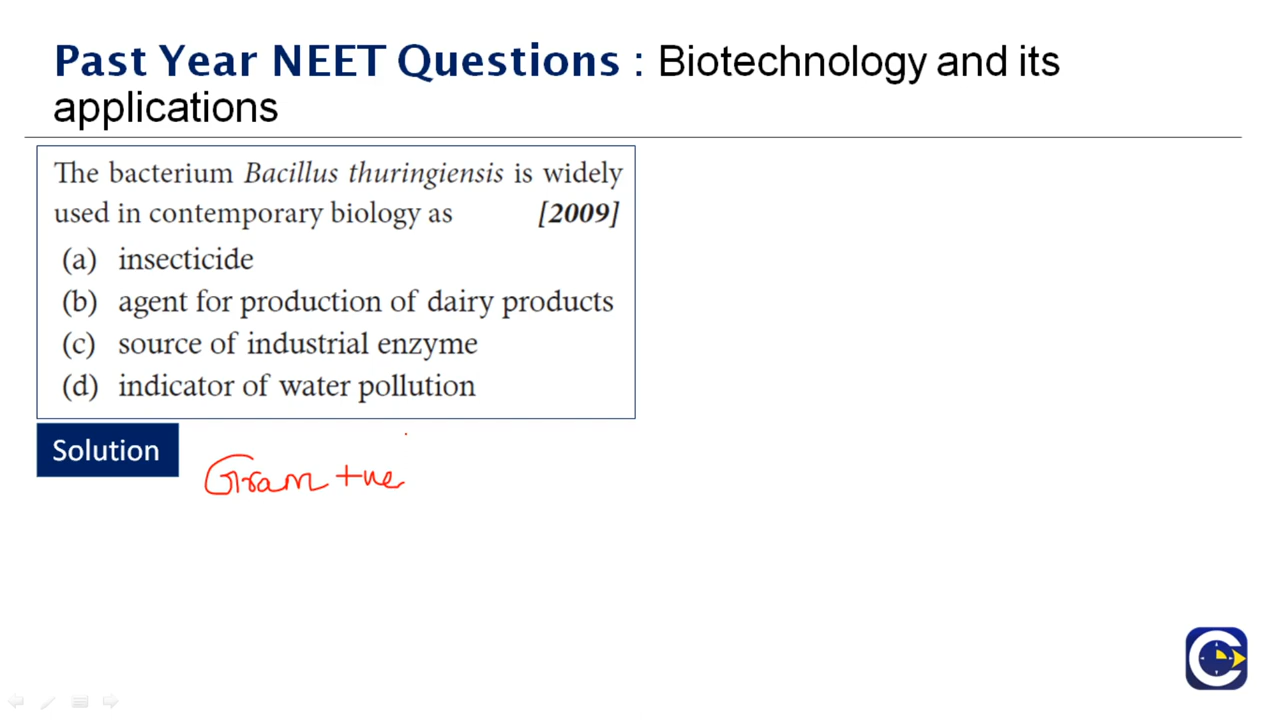 Past Year NEET Questions : Biotechnology and its
applications
The bacterium Bacillus thuringiensis is widely
used in contemporary biology as [2009]
(a) insecticide
(b) agent for production of dairy products
(c) source of industrial enzyme
(d) indicator of water pollution
Solution
Gram +ve